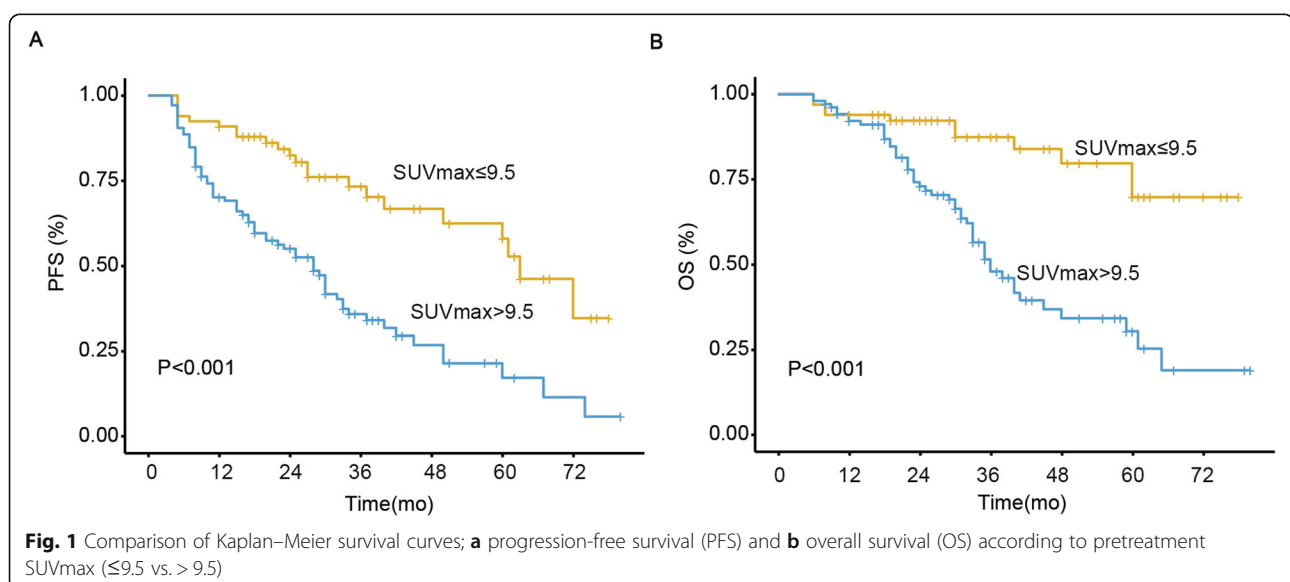 A
1.00
0.75
0.50
0.25
0.00
PFS (%)
SUVmax≤9.5
SUVmax>9.5
P<0.001
0 12 24 36 48 60 72
Time(mo)
B
1.00
0.75
0.50
0.25
0.00
OS (%)
SUVmax≤9.5
SUVmax>9.5
P<0.001
0 12 24 36 48 60 72
Time(mo)
Fig. 1 Comparison of Kaplan–Meier survival curves; a progression-free survival (PFS) and b overall survival (OS) according to pretreatment
SUVmax (≤9.5 vs. > 9.5)